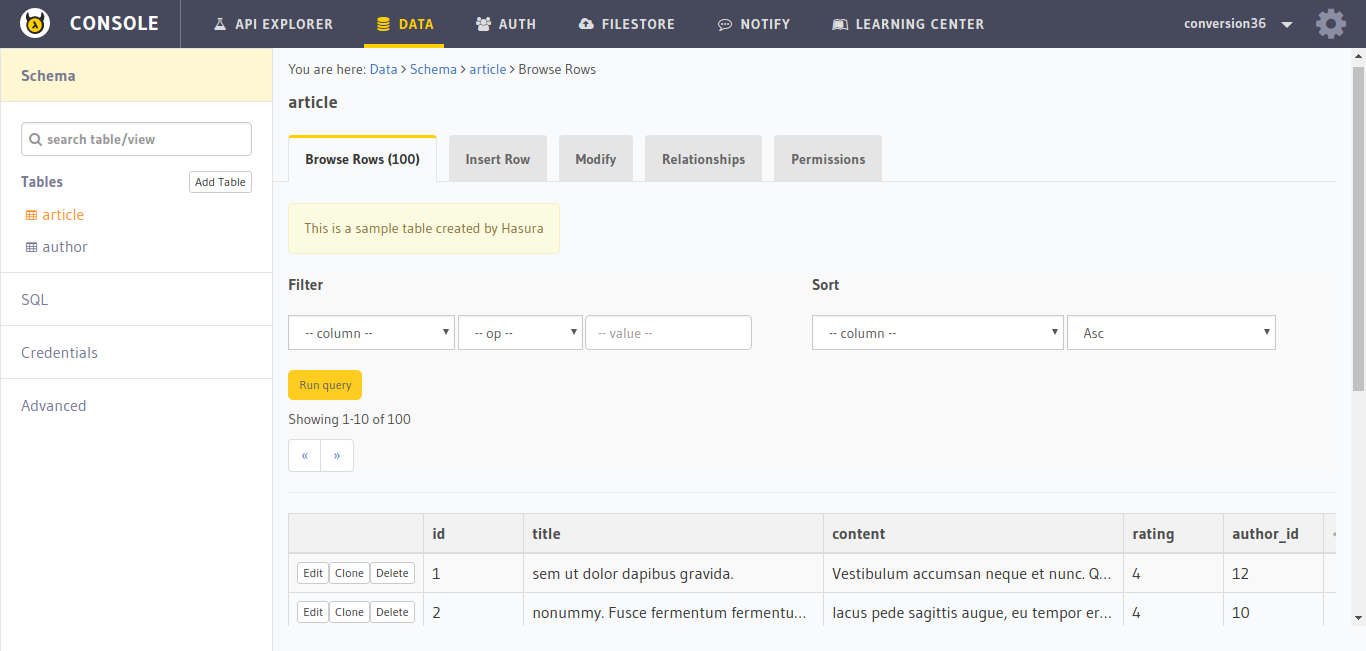 CONSOLE API EXPLORER DATA AUTH FILESTORE NOTIFY LEARNING CENTER conversion36
Schema
search table/view
Tables Add Table
article
author
SQL
Credentials
Advanced
You are here: Data > Schema > article > Browse Rows
article
Browse Rows (100) Insert Row Modify Relationships Permissions
This is a sample table created by Hasura
Filter Sort
-- column -- -- op -- -- value -- -- column -- Asc
Run query
Showing 1-10 of 100
« »
id title content rating author_id
Edit Clone Delete 1 sem ut dolor dapibus gravida. Vestibulum accumsan neque et nunc. Q... 4 12
Edit Clone Delete 2 nonummy. Fusce fermentum fermentu... lacus pede sagittis augue, eu tempor er... 4 10